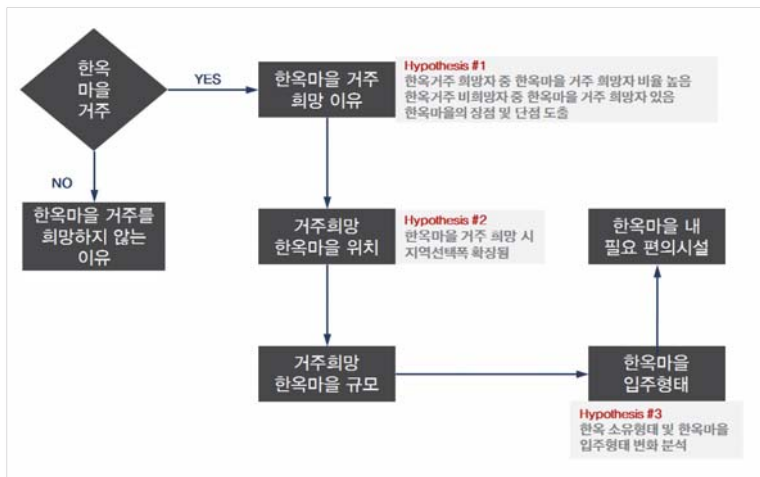 한옥
마을
거주
YES
한옥마을 거주
희망 이유
Hypothesis #1
한옥거주 희망자 중 한옥마을 거주 희망자 비율 높음
한옥거주 비희망자 중 한옥마을 거주 희망자 있음
한옥마을의 장점 및 단점 도출
NO
한옥마을 거주를
희망하지 않는
이유
거주희망
한옥마을 위치
Hypothesis #2
한옥마을 거주 희망 시
지역선택폭 확장됨
한옥마을 내
필요 편의시설
거주희망
한옥마을 규모
한옥마을
입주형태
Hypothesis #3
한옥 소유형태 및 한옥마을
입주형태 변화 분석